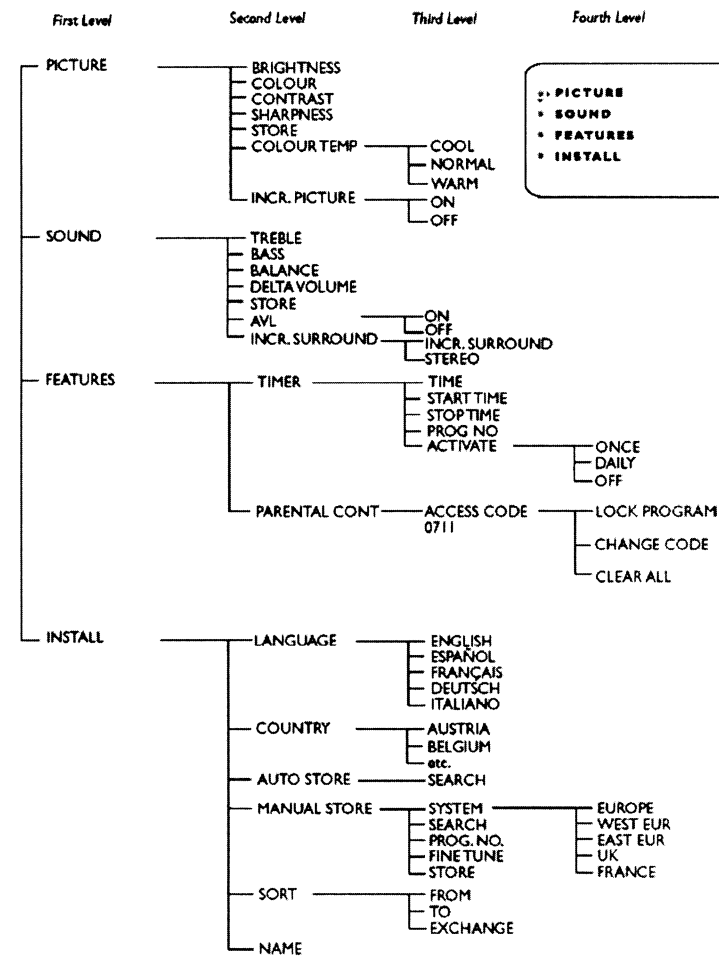 First Level Second Level Third Level Fourth Level
PICTURE BRIGHTNESS
COLOUR
CONTRAST
SHARPNESS
STORE
COLOUR TEMP COOL
NORMAL
WARM
INCR. PICTURE ON
OFF
PICTURE
SOUND
FEATURES
INSTALL
SOUND TREBLE
BASS
BALANCE
DELTA VOLUME
STORE
AVL ON
OFF
INCR. SURROUND INCR. SURROUND
STEREO
FEATURES TIMER TIME
START TIME
STOP TIME
PROG NO
ACTIVATE ONCE
DAILY
OFF
PARENTAL CONT ACCESS CODE LOCK PROGRAM
0711
CHANGE CODE
CLEAR ALL
INSTALL LANGUAGE ENGLISH
ESPAÑOL
FRANÇAIS
DEUTSCH
ITALIANO
COUNTRY AUSTRIA
BELGIUM
etc.
AUTO STORE SEARCH
MANUAL STORE SYSTEM EUROPE
SEARCH WEST EUR
PROG. NO. EAST EUR
FINE TUNE UK
STORE FRANCE
SORT FROM
TO
EXCHANGE
NAME